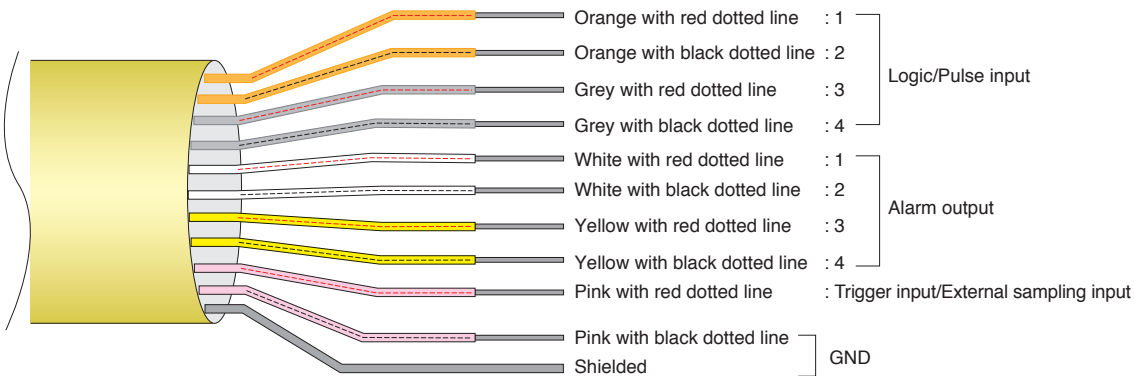 Orange with red dotted line : 1
Orange with black dotted line : 2
Logic/Pulse input
Grey with red dotted line : 3
Grey with black dotted line : 4
White with red dotted line : 1
White with black dotted line : 2
Alarm output
Yellow with red dotted line : 3
Yellow with black dotted line : 4
Pink with red dotted line : Trigger input/External sampling input
Pink with black dotted line
GND
Shielded